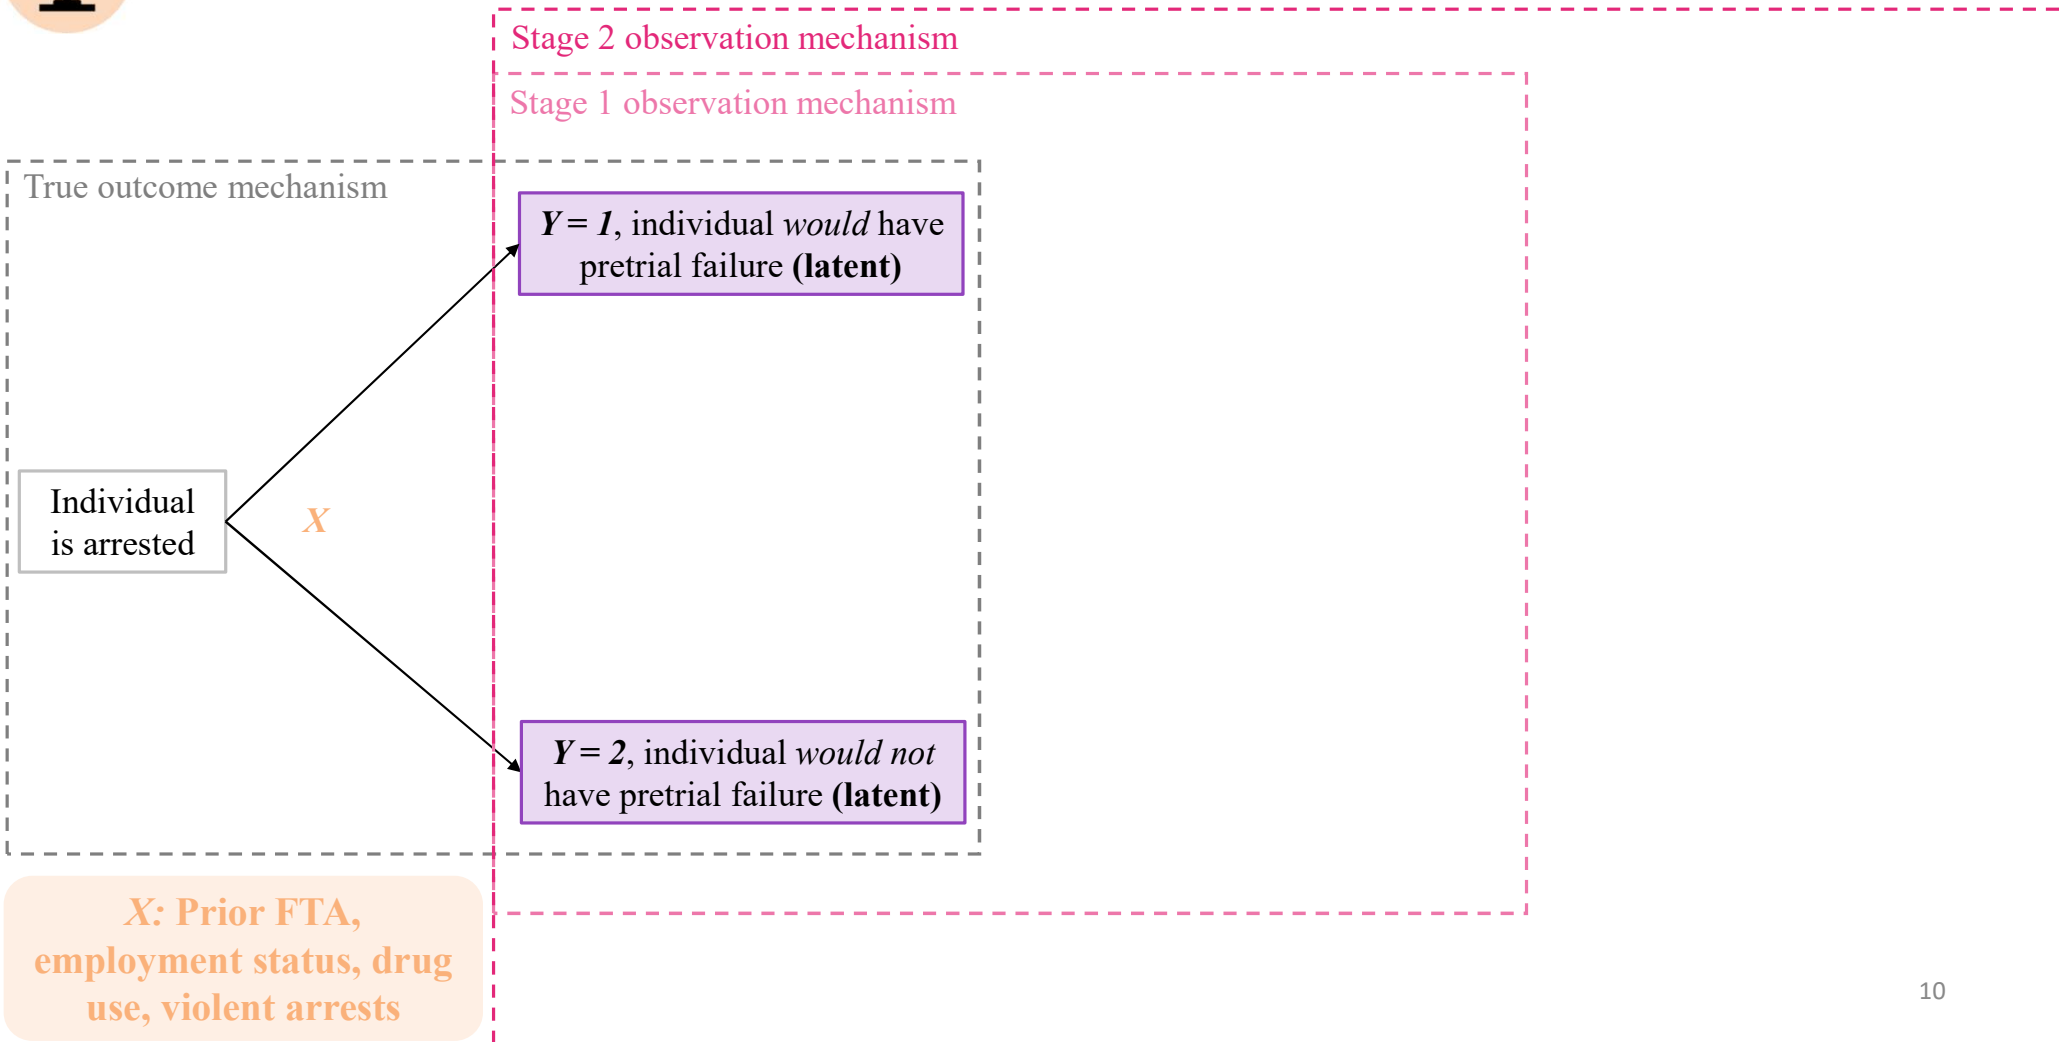 Stage 2 observation mechanism
Stage 1 observation mechanism
True outcome mechanism
Y = 1, individual would have
pretrial failure (latent)
Individual
is arrested
X
Y = 2, individual would not
have pretrial failure (latent)
X: Prior FTA,
employment status, drug
use, violent arrests
10